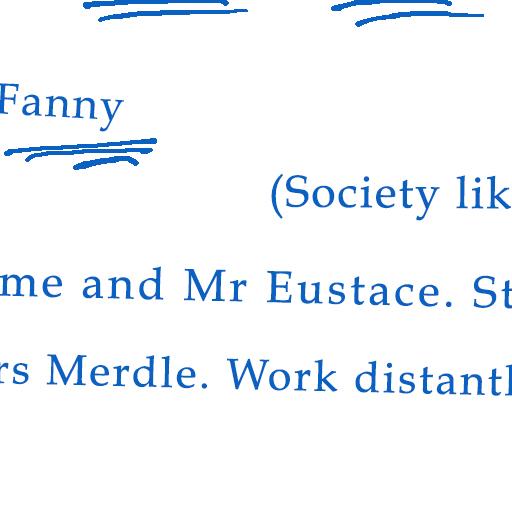 Fanny
(Society lik
me and Mr Eustace. St
rs Merdle. Work distantl